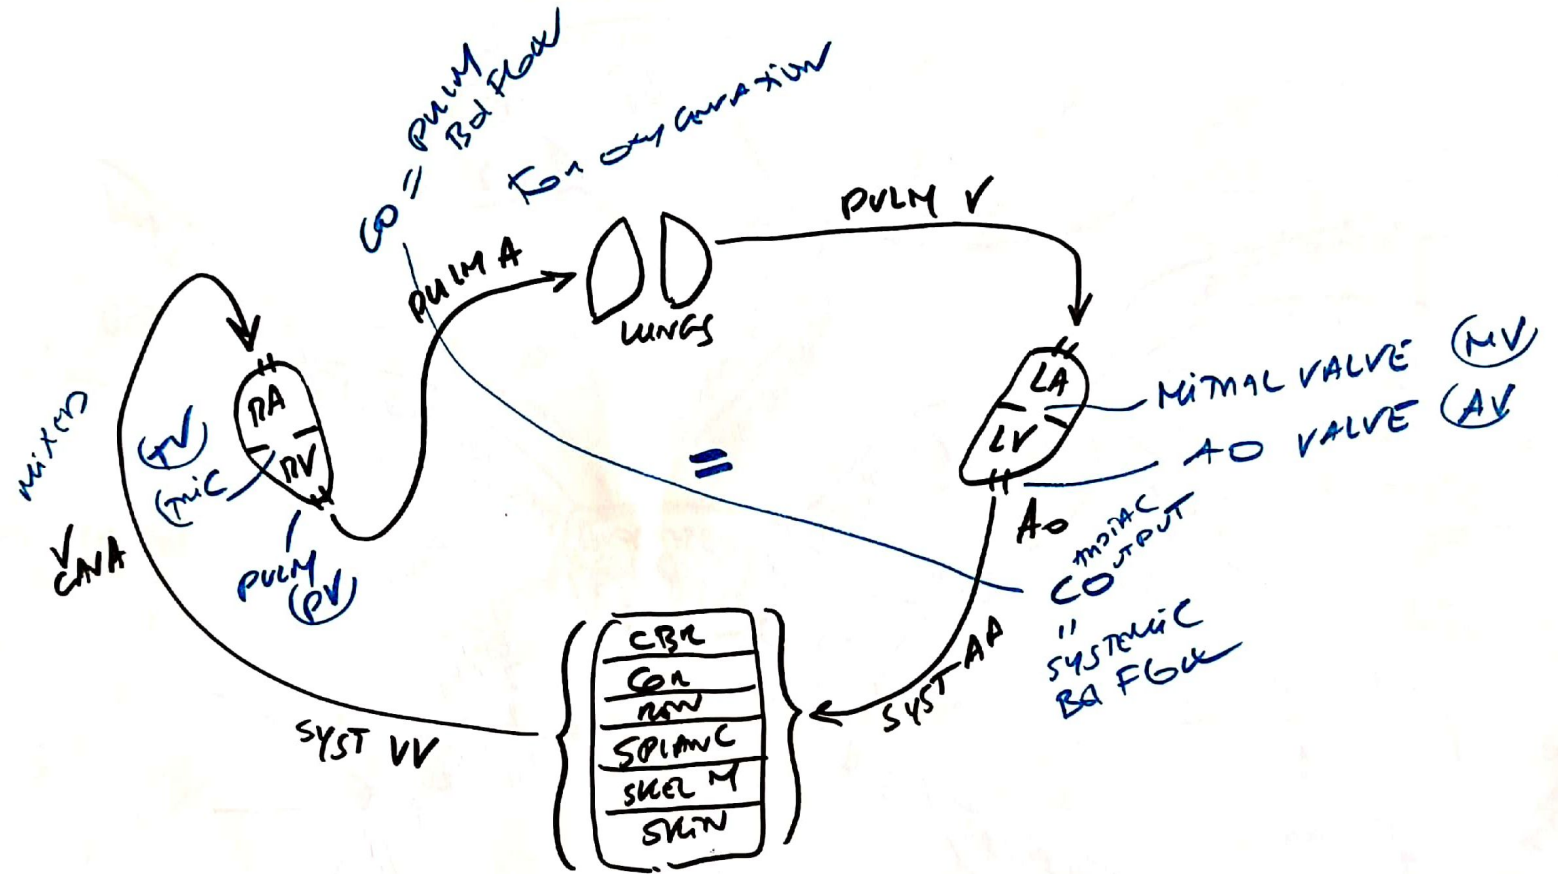 CO = PULM
Bd Flow
For oxygenation
PULM A
LUNGS
PULM V
MIXED
V
CAVA
RA
RV
TV
TRIC
PULM
PV
LA
LV
MITRAL VALVE MV
AO VALVE AV
AO
CARDIAC
OUTPUT
CO
=
SYSTEMIC
Bd Flow
=
SYST AA
CBR
COR
REN
SPLANC
SKEL M
SKIN
SYST VV